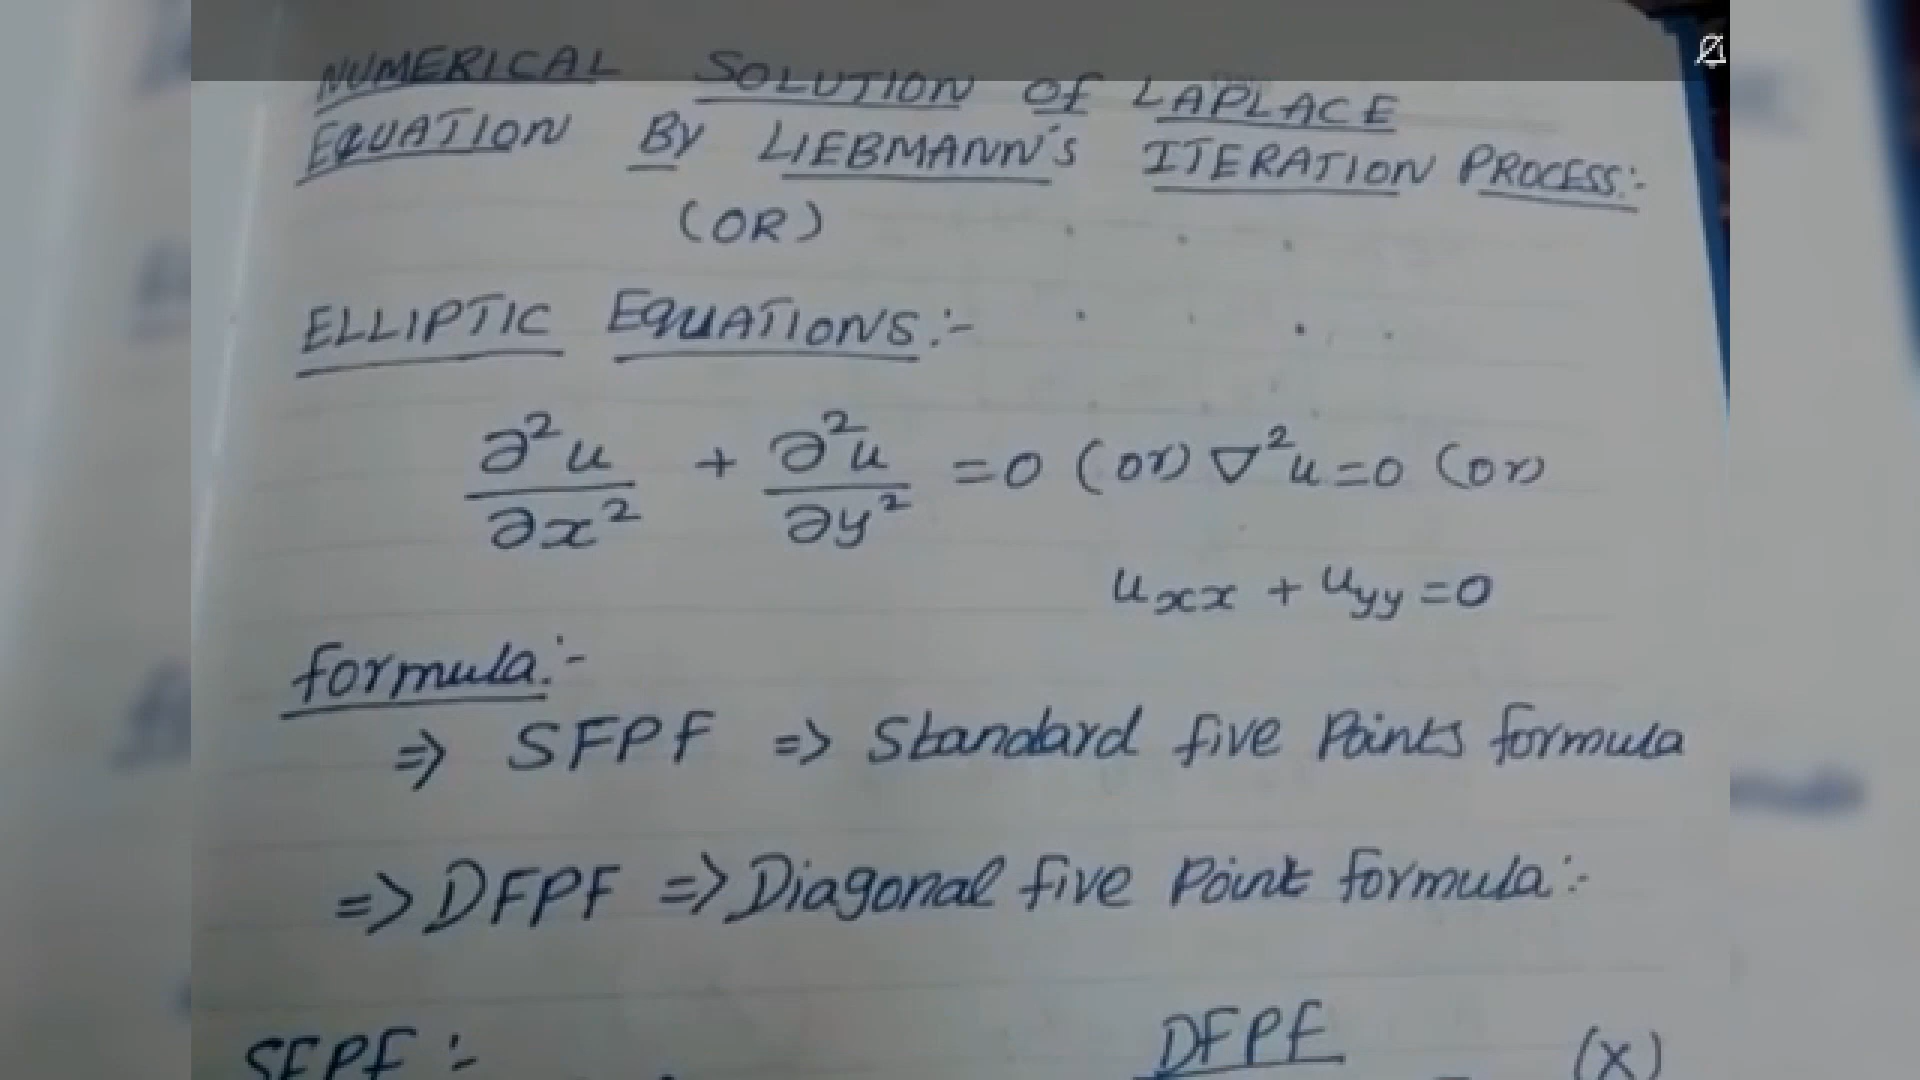 NUMERICAL SOLUTION OF LAPLACE
EQUATION By LIEBMANN'S ITERATION PROCESS:-
(OR)
ELLIPTIC EQUATIONS:-
∂²u/∂x² + ∂²u/∂y² =0 (or) ∇²u=0 (or)
uxx + uyy =0
formula:-
=> SFPF => Standard five Points formula
=> DFPF => Diagonal five Point formula:-
SFPF :- DFPF (X)